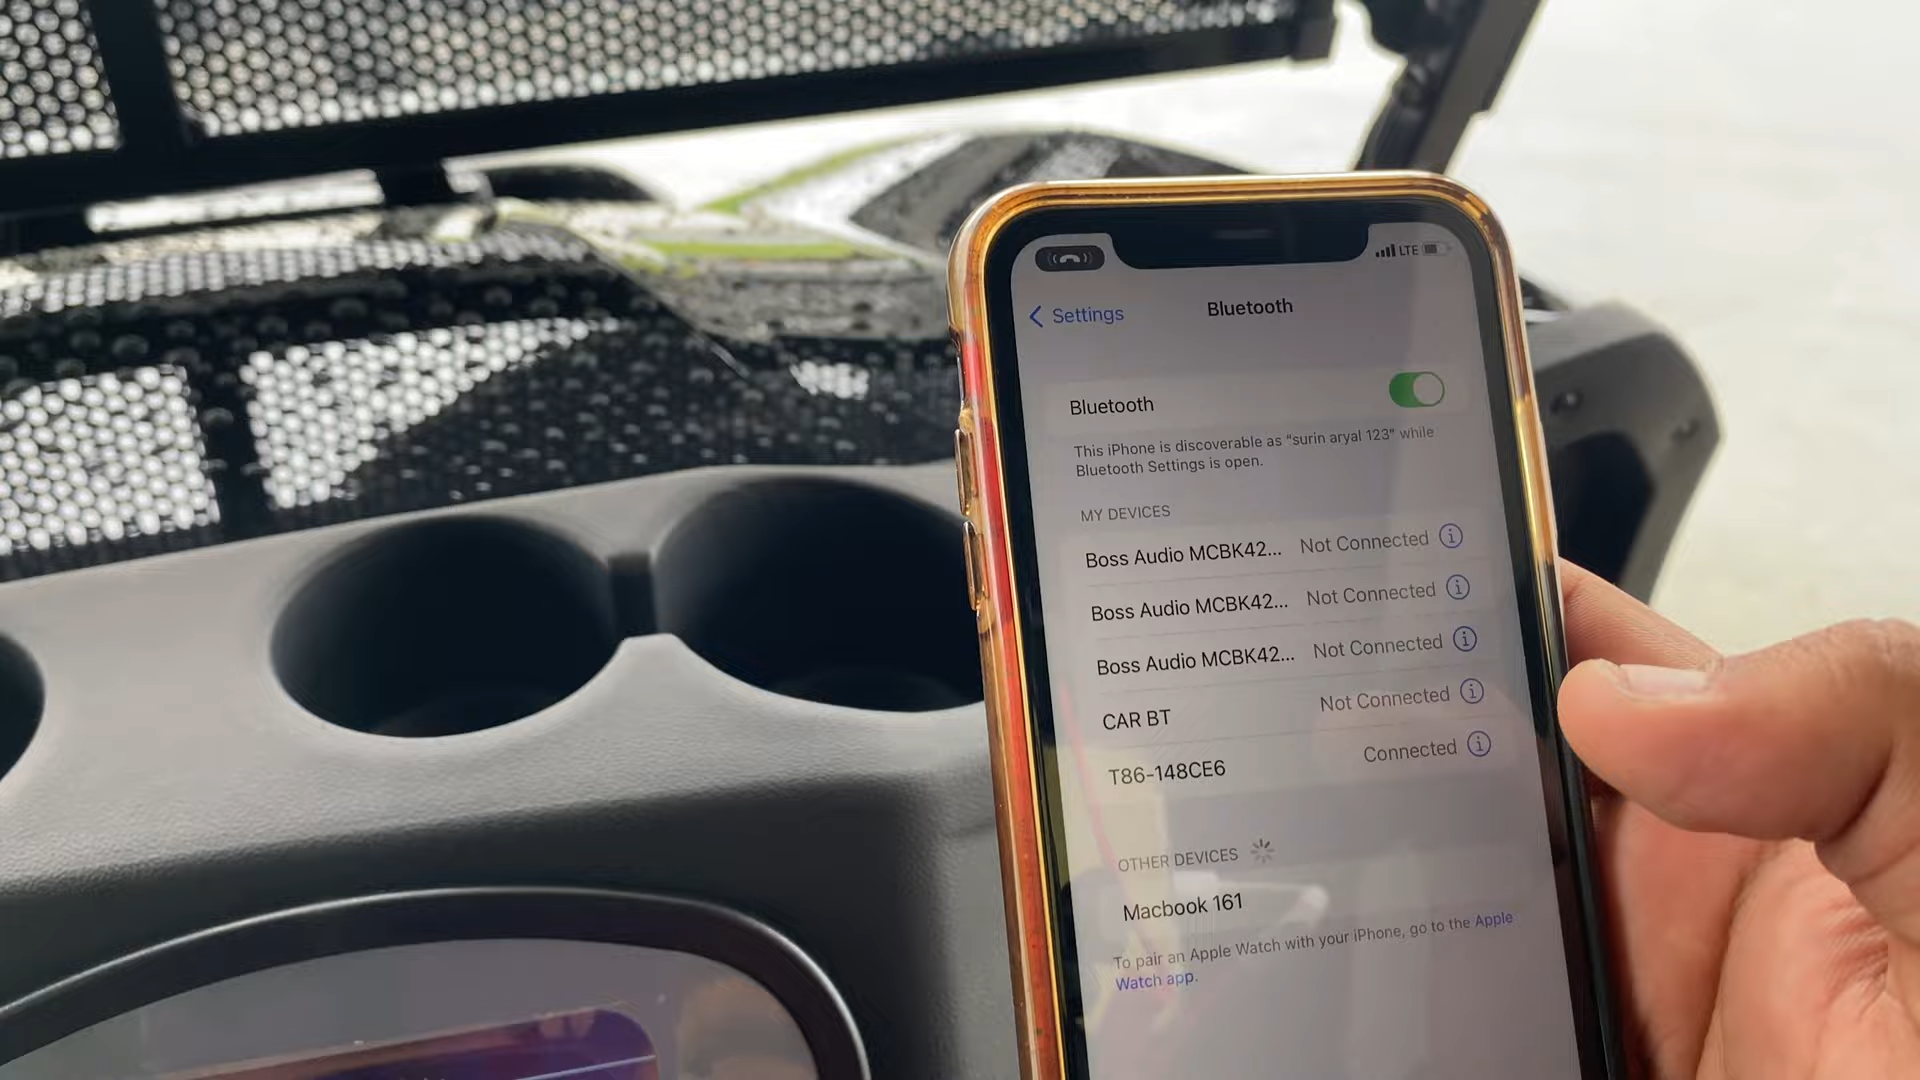 LTE
Settings
Bluetooth
Bluetooth
This iPhone is discoverable as “surin aryal 123” while
Bluetooth Settings is open.
MY DEVICES
Boss Audio MCBK42... Not Connected
Boss Audio MCBK42... Not Connected
Boss Audio MCBK42... Not Connected
CAR BT Not Connected
T86-148CE6 Connected
OTHER DEVICES
Macbook 161
To pair an Apple Watch with your iPhone, go to the Apple
Watch app.